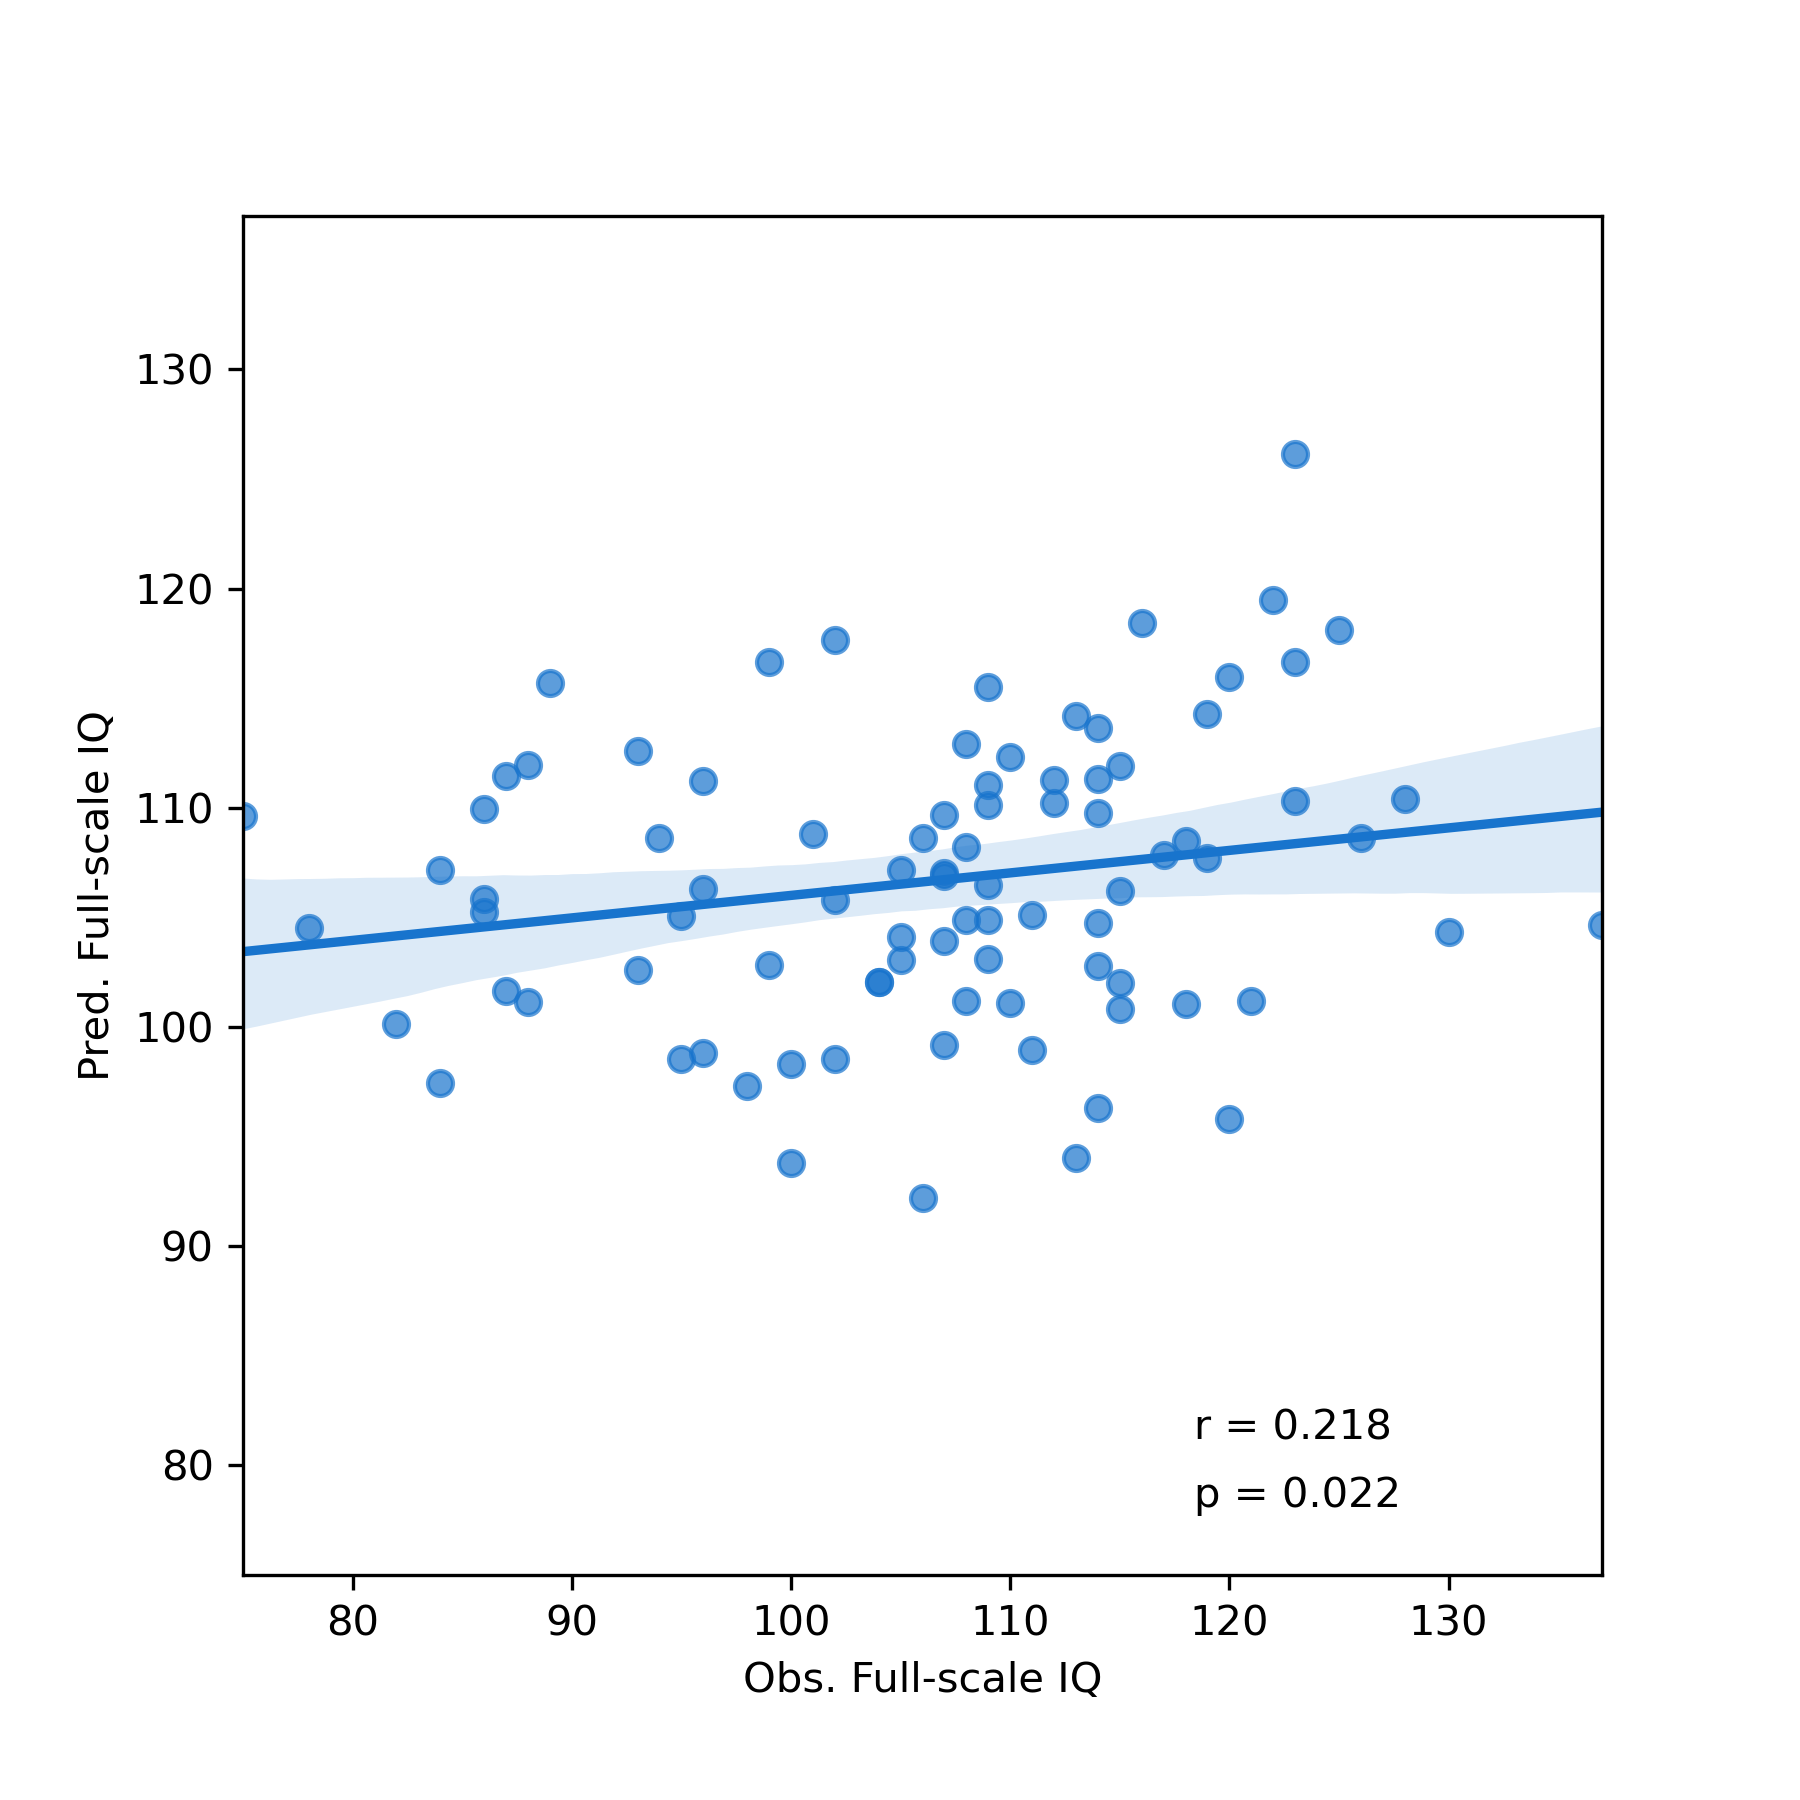 130
120
110
100
90
80
Pred. Full-scale IQ
r = 0.218
p = 0.022
80 90 100 110 120 130
Obs. Full-scale IQ